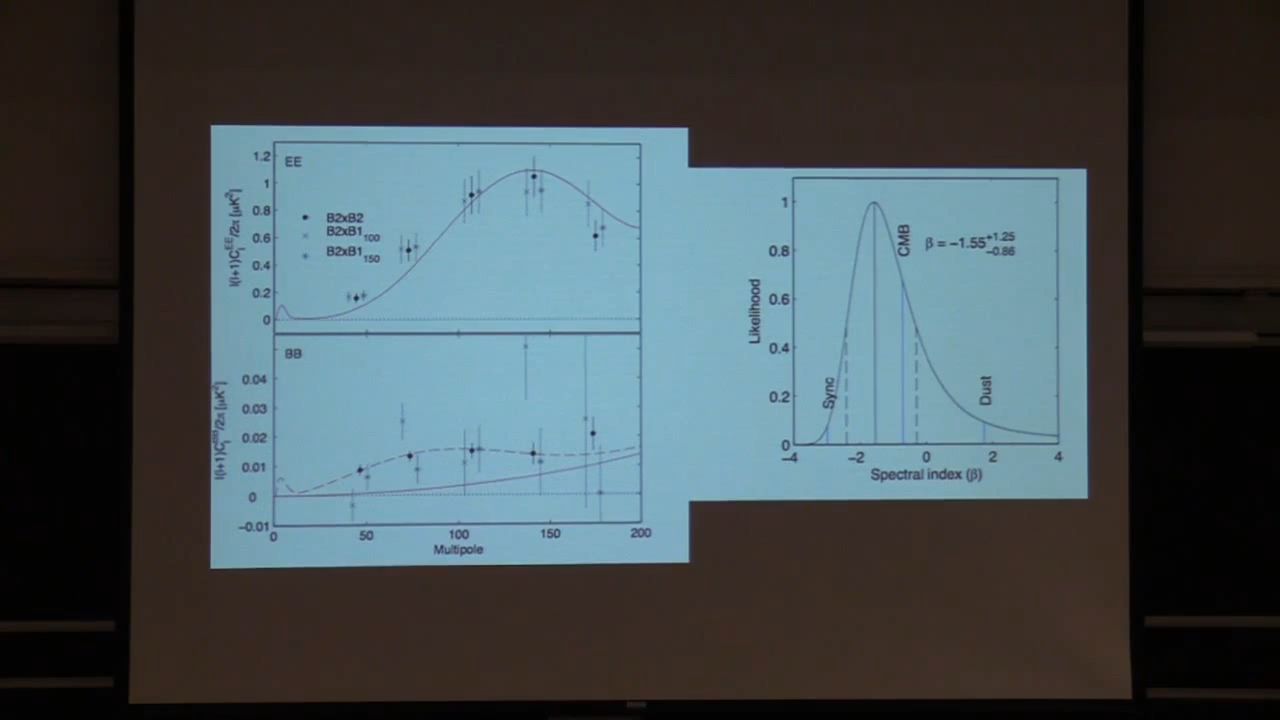 EE
1.2
1
0.8
0.6
0.4
0.2
0
l(l+1)C_l^EE/2π [μK²]
B2xB2
B2xB1_100
B2xB1_150
BB
0.04
0.03
0.02
0.01
0
−0.01
l(l+1)C_l^BB/2π [μK²]
0 50 100 150 200
Multipole
1
0.8
0.6
0.4
0.2
0
Likelihood
Sync
CMB
Dust
β = −1.55 +1.25 −0.86
−4 −2 0 2 4
Spectral index (β)